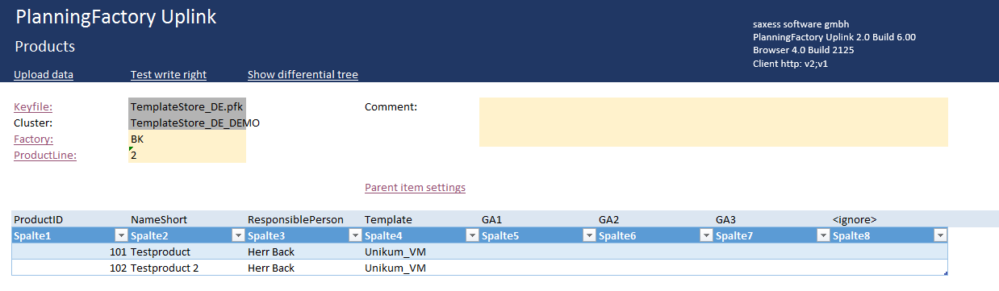 PlanningFactory Uplink
Products
saxess software gmbh
PlanningFactory Uplink 2.0 Build 6.00
Browser 4.0 Build 2125
Client http: v2;v1
Upload data Test write right Show differential tree
Keyfile: TemplateStore_DE.pfk Comment:
Cluster: TemplateStore_DE_DEMO
Factory: BK
ProductLine: 2
Parent item settings
ProductID NameShort ResponsiblePerson Template GA1 GA2 GA3 <ignore>
Spalte1 Spalte2 Spalte3 Spalte4 Spalte5 Spalte6 Spalte7 Spalte8
101 Testproduct Herr Back Unikum_VM
102 Testproduct 2 Herr Back Unikum_VM